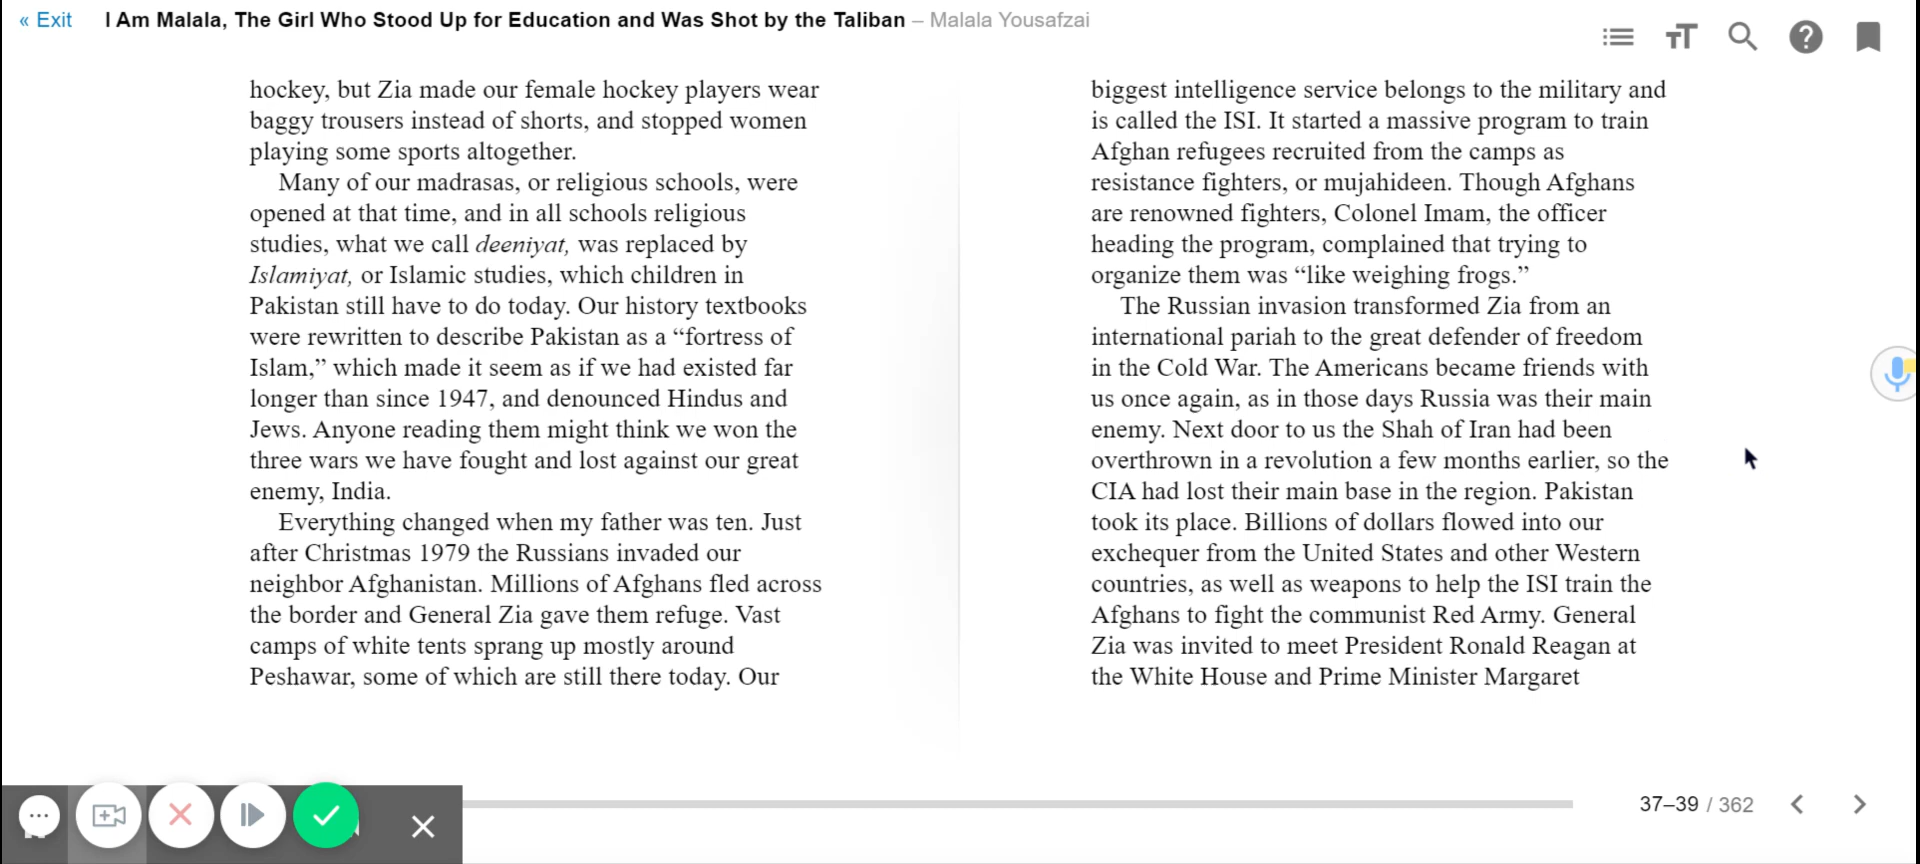 « Exit I Am Malala, The Girl Who Stood Up for Education and Was Shot by the Taliban – Malala Yousafzai
hockey, but Zia made our female hockey players wear
baggy trousers instead of shorts, and stopped women
playing some sports altogether.
Many of our madrasas, or religious schools, were
opened at that time, and in all schools religious
studies, what we call deeniyat, was replaced by
Islamiyat, or Islamic studies, which children in
Pakistan still have to do today. Our history textbooks
were rewritten to describe Pakistan as a “fortress of
Islam,” which made it seem as if we had existed far
longer than since 1947, and denounced Hindus and
Jews. Anyone reading them might think we won the
three wars we have fought and lost against our great
enemy, India.
Everything changed when my father was ten. Just
after Christmas 1979 the Russians invaded our
neighbor Afghanistan. Millions of Afghans fled across
the border and General Zia gave them refuge. Vast
camps of white tents sprang up mostly around
Peshawar, some of which are still there today. Our
biggest intelligence service belongs to the military and
is called the ISI. It started a massive program to train
Afghan refugees recruited from the camps as
resistance fighters, or mujahideen. Though Afghans
are renowned fighters, Colonel Imam, the officer
heading the program, complained that trying to
organize them was “like weighing frogs.”
The Russian invasion transformed Zia from an
international pariah to the great defender of freedom
in the Cold War. The Americans became friends with
us once again, as in those days Russia was their main
enemy. Next door to us the Shah of Iran had been
overthrown in a revolution a few months earlier, so the
CIA had lost their main base in the region. Pakistan
took its place. Billions of dollars flowed into our
exchequer from the United States and other Western
countries, as well as weapons to help the ISI train the
Afghans to fight the communist Red Army. General
Zia was invited to meet President Ronald Reagan at
the White House and Prime Minister Margaret
37–39 / 362